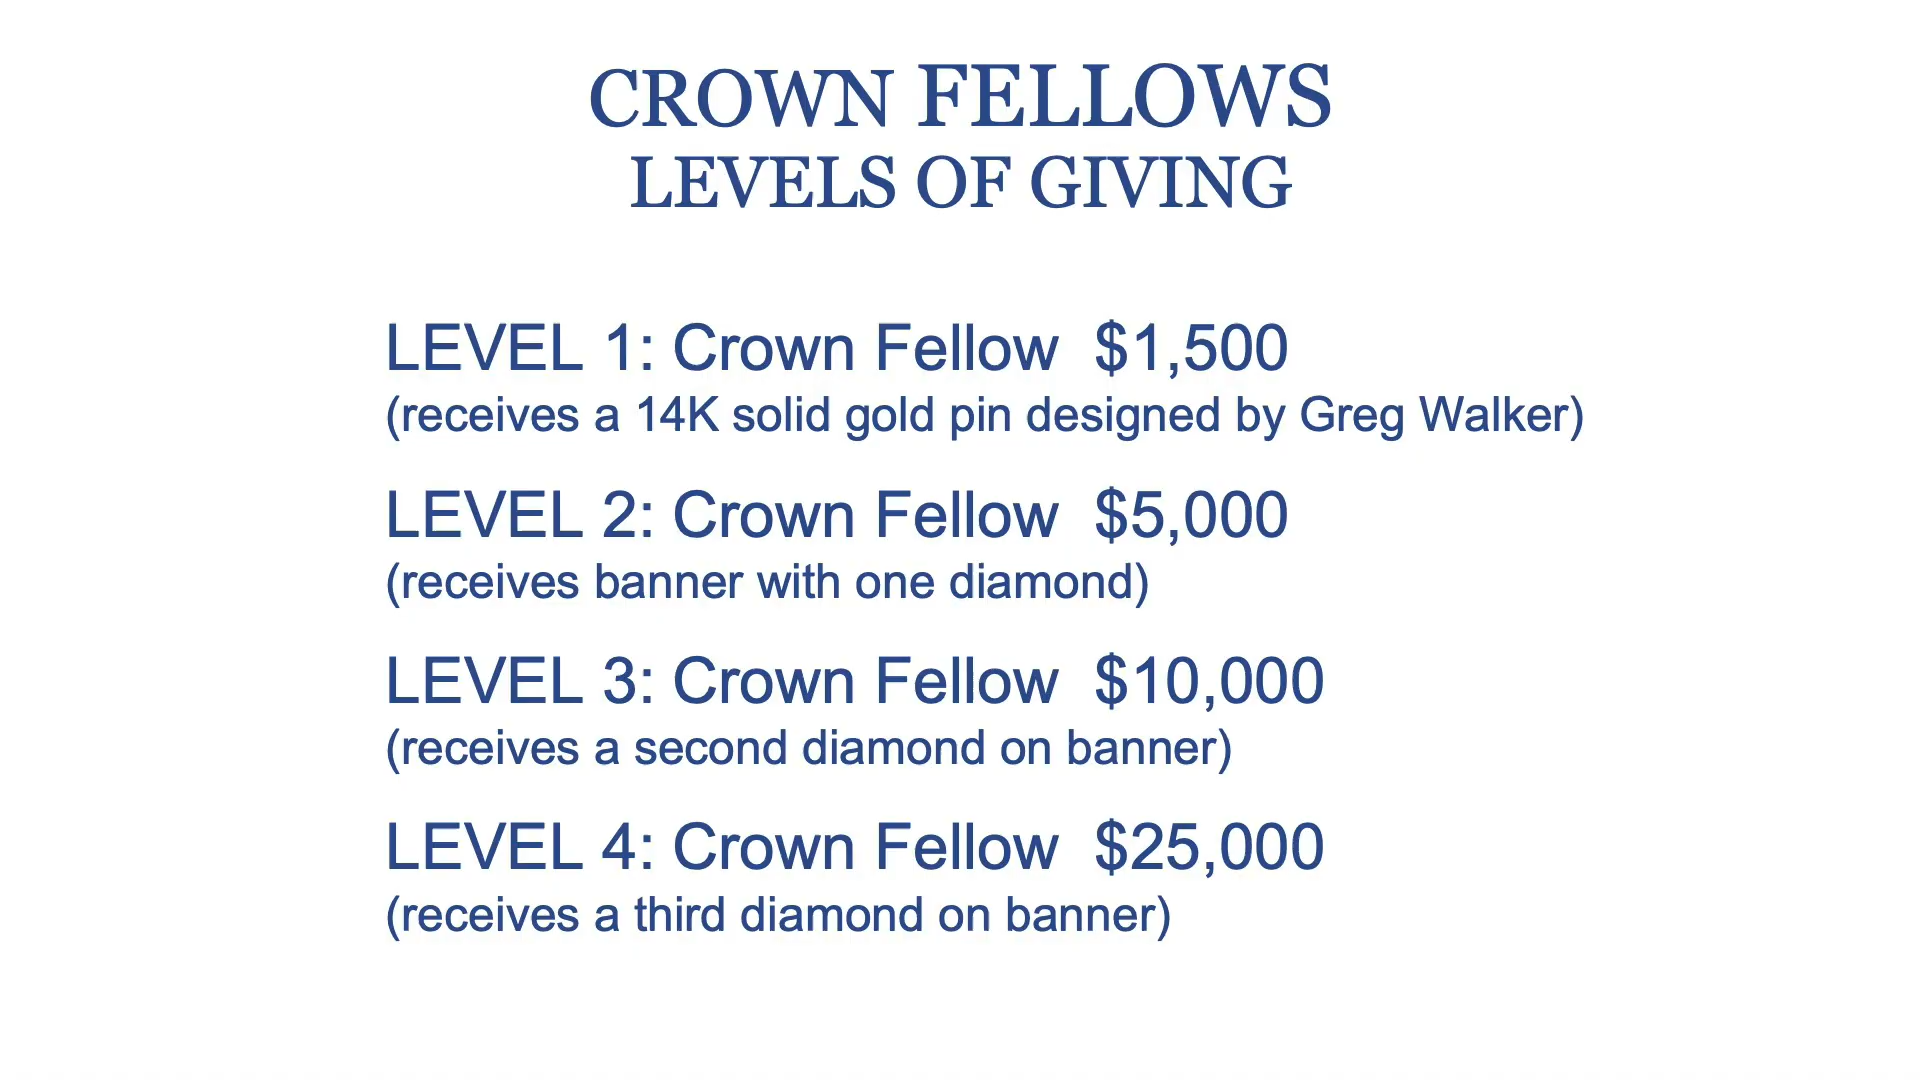 CROWN FELLOWS
LEVELS OF GIVING
LEVEL 1: Crown Fellow $1,500
(receives a 14K solid gold pin designed by Greg Walker)
LEVEL 2: Crown Fellow $5,000
(receives banner with one diamond)
LEVEL 3: Crown Fellow $10,000
(receives a second diamond on banner)
LEVEL 4: Crown Fellow $25,000
(receives a third diamond on banner)